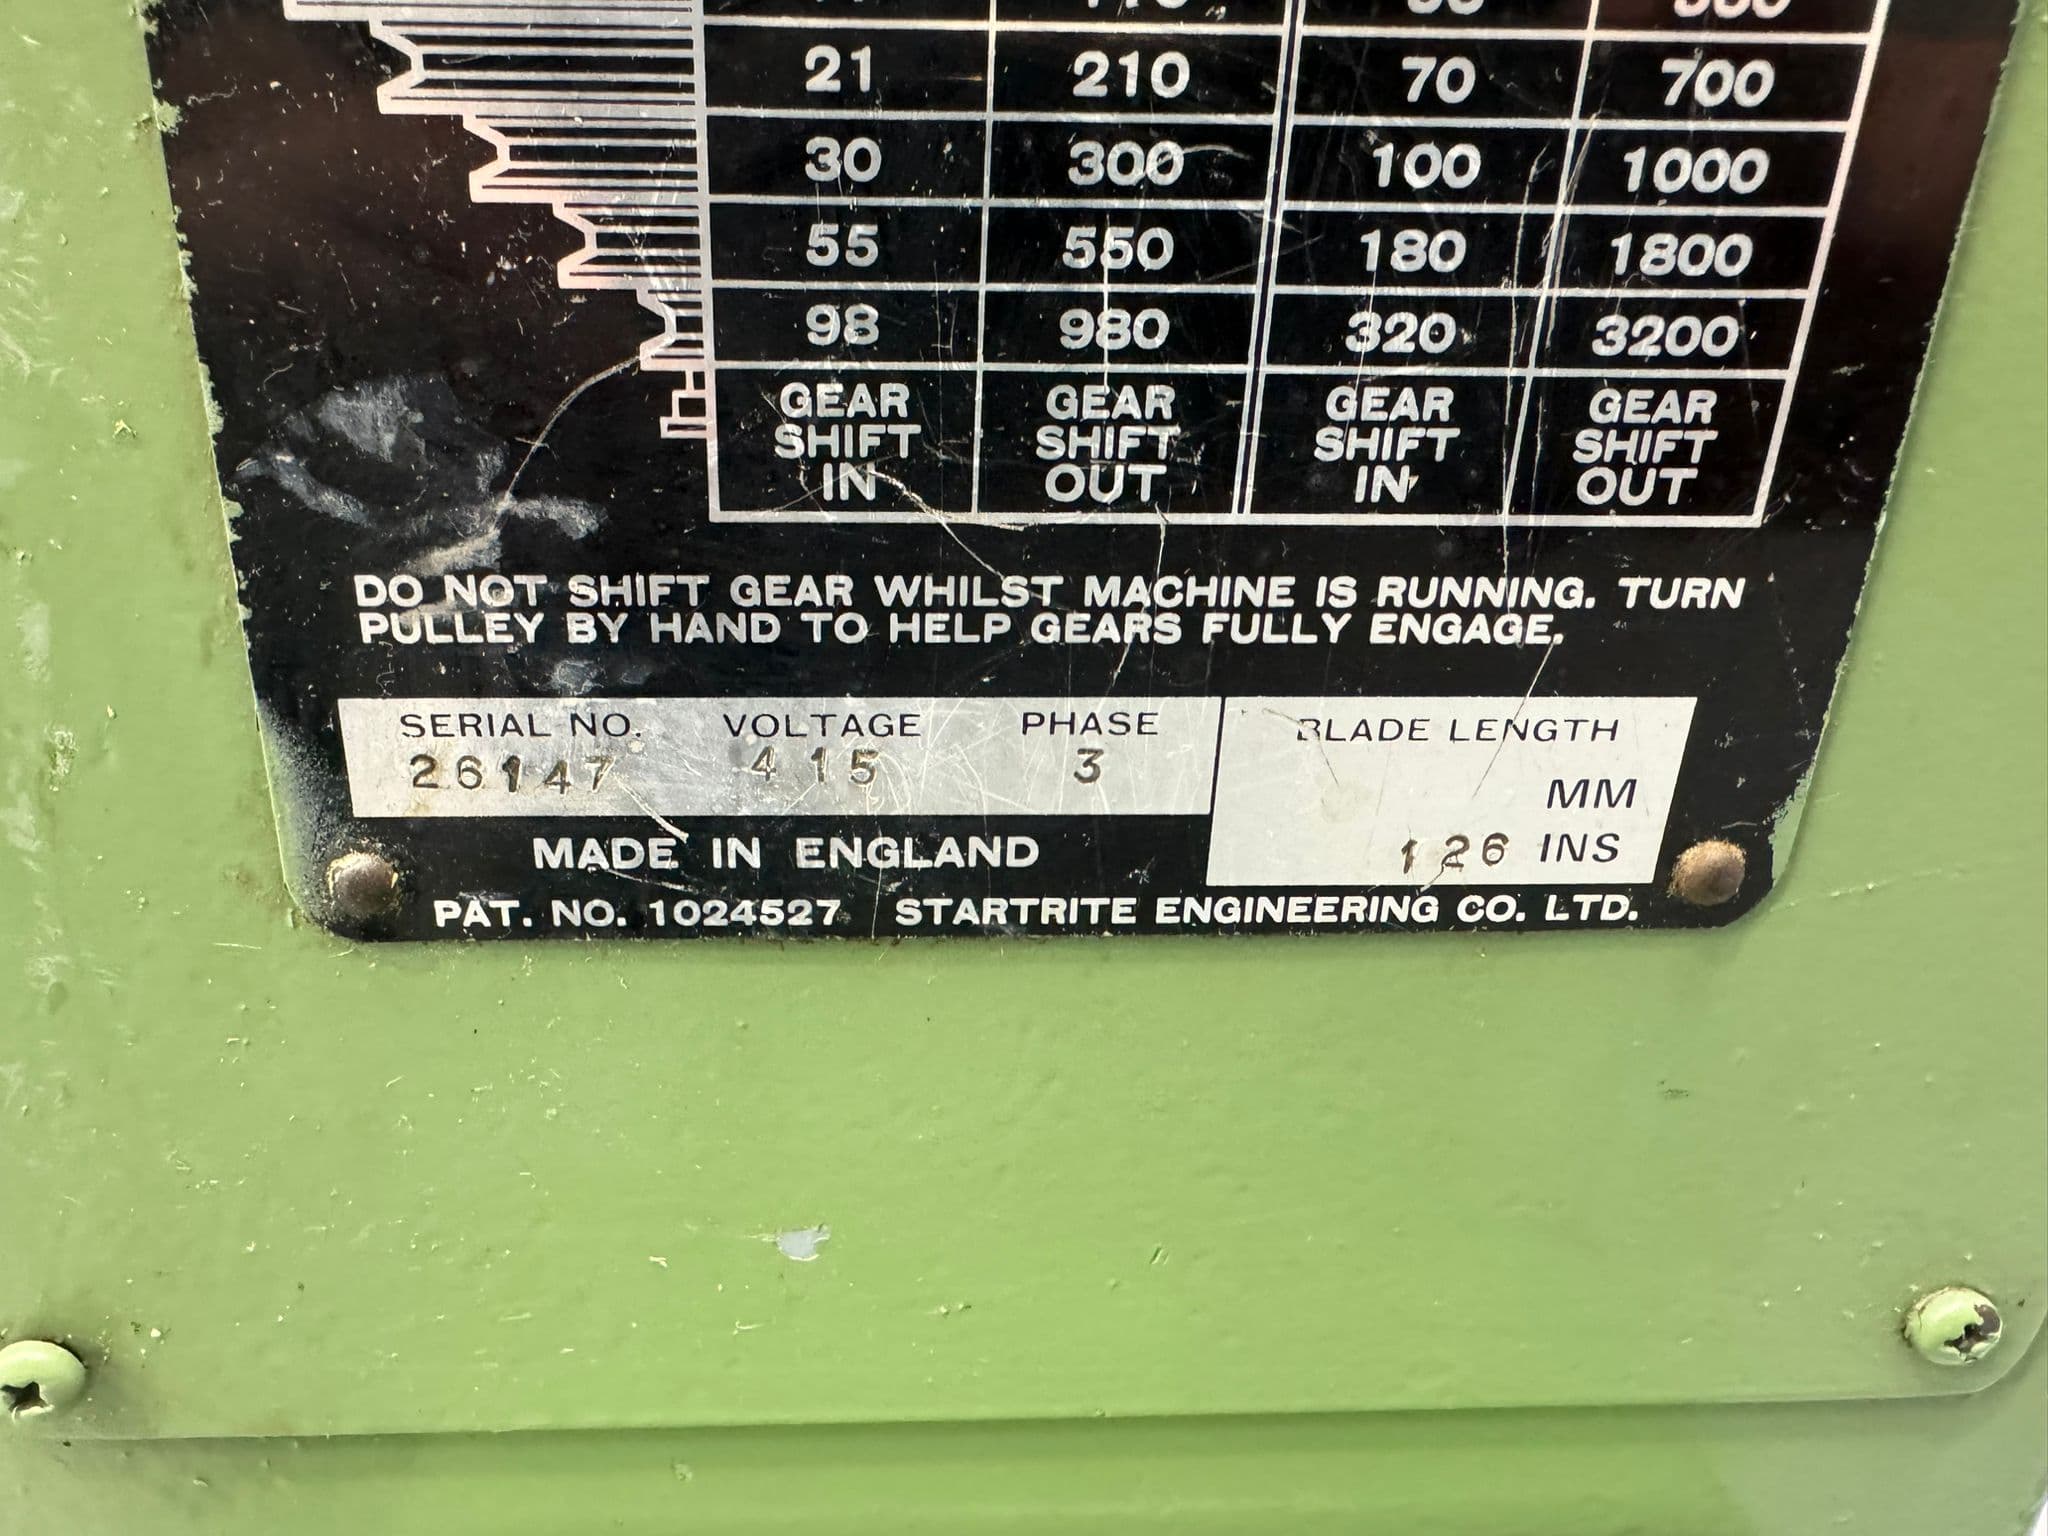 21 210 70 700
30 300 100 1000
55 550 180 1800
98 980 320 3200
GEAR SHIFT IN GEAR SHIFT OUT GEAR SHIFT IN GEAR SHIFT OUT
DO NOT SHIFT GEAR WHILST MACHINE IS RUNNING. TURN
PULLEY BY HAND TO HELP GEARS FULLY ENGAGE.
SERIAL NO. VOLTAGE PHASE BLADE LENGTH
26147 415 3 MM
126 INS
MADE IN ENGLAND
PAT. NO. 1024527 STARTRITE ENGINEERING CO. LTD.